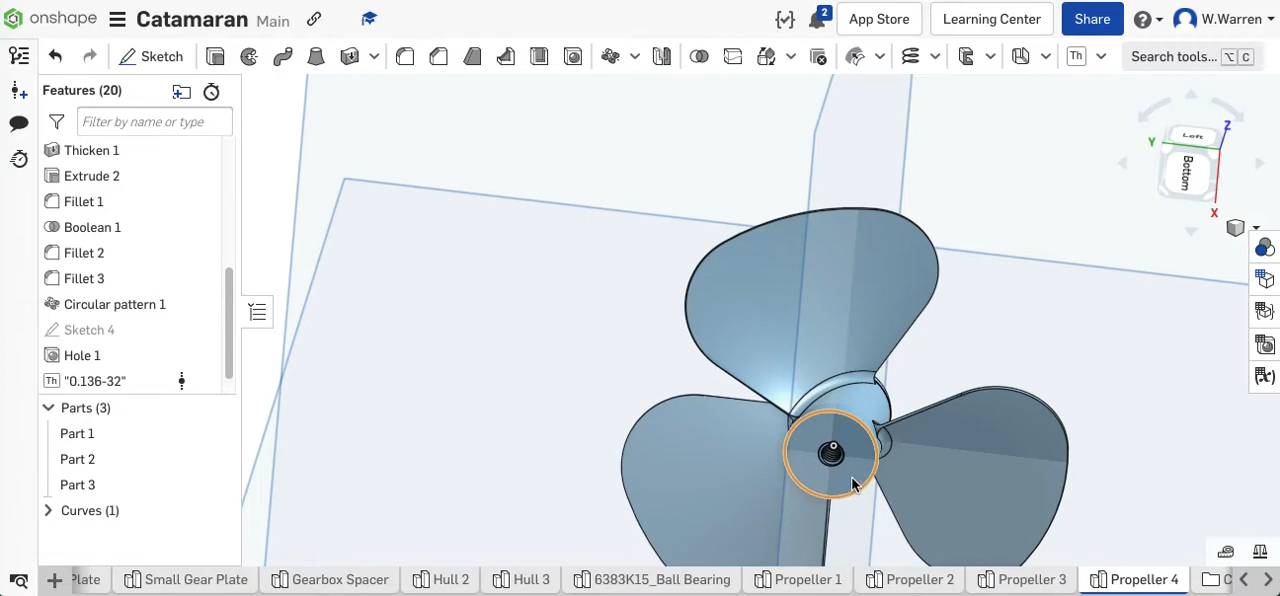 onshape Catamaran Main 2 App Store Learning Center Share W.Warren
Sketch Th Search tools... ⌥ C
Features (20)
Filter by name or type
Thicken 1
Extrude 2
Fillet 1
Boolean 1
Fillet 2
Fillet 3
Circular pattern 1
Sketch 4
Hole 1
Th "0.136-32"
Parts (3)
Part 1
Part 2
Part 3
Curves (1)
Left
Z
Y
Bottom
X
(x)
Plate Small Gear Plate Gearbox Spacer Hull 2 Hull 3 6383K15_Ball Bearing Propeller 1 Propeller 2 Propeller 3 Propeller 4 C